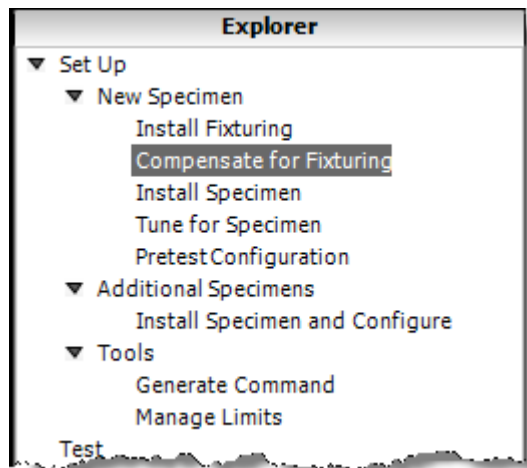 Explorer
Set Up
New Specimen
Install Fixturing
Compensate for Fixturing
Install Specimen
Tune for Specimen
Pretest Configuration
Additional Specimens
Install Specimen and Configure
Tools
Generate Command
Manage Limits
Test